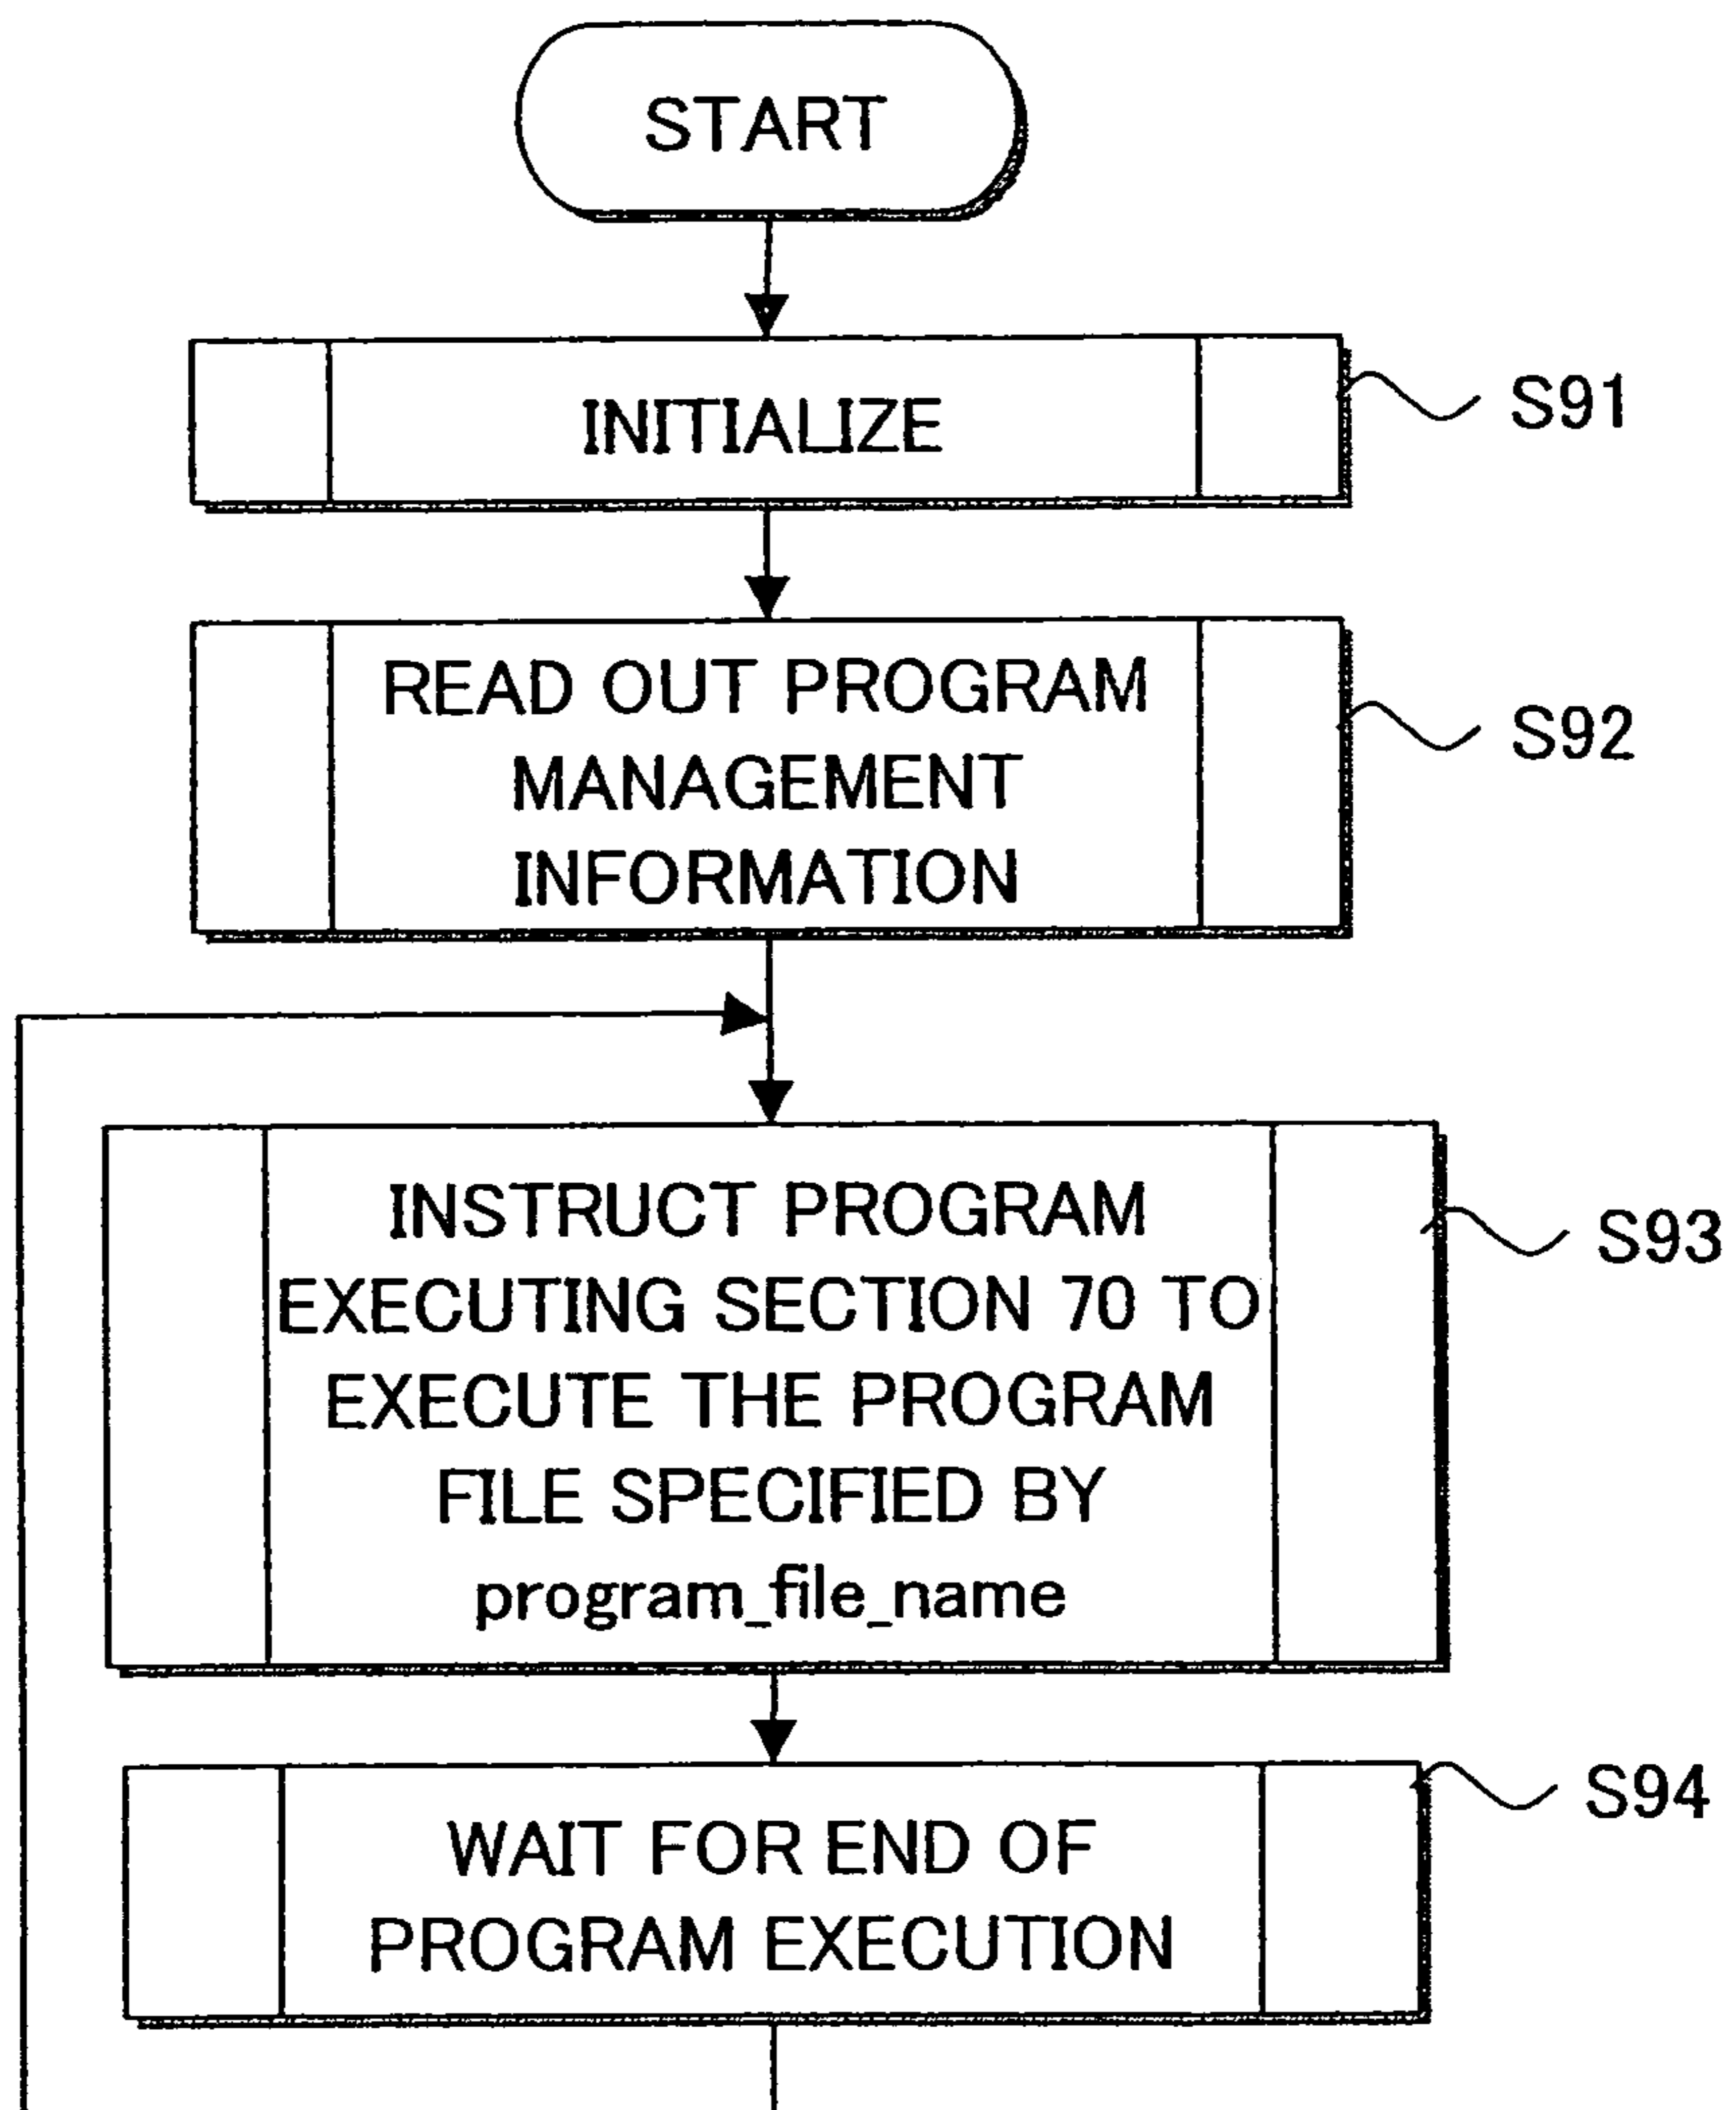 START
INITIALIZE
S91
READ OUT PROGRAM
MANAGEMENT
INFORMATION
S92
INSTRUCT PROGRAM
EXECUTING SECTION 70 TO
EXECUTE THE PROGRAM
FILE SPECIFIED BY
program_file_name
S93
WAIT FOR END OF
PROGRAM EXECUTION
S94